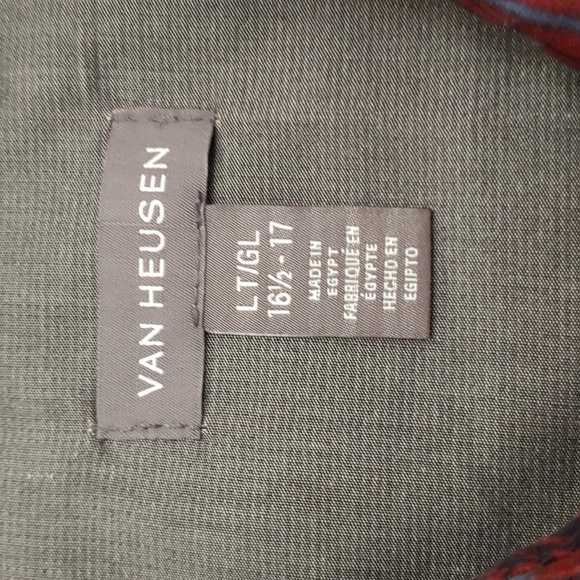 VAN HEUSEN
LT/GL
16½ - 17
MADE IN
EGYPT
FABRIQUÉ EN
ÉGYPTE
HECHO EN
EGIPTO